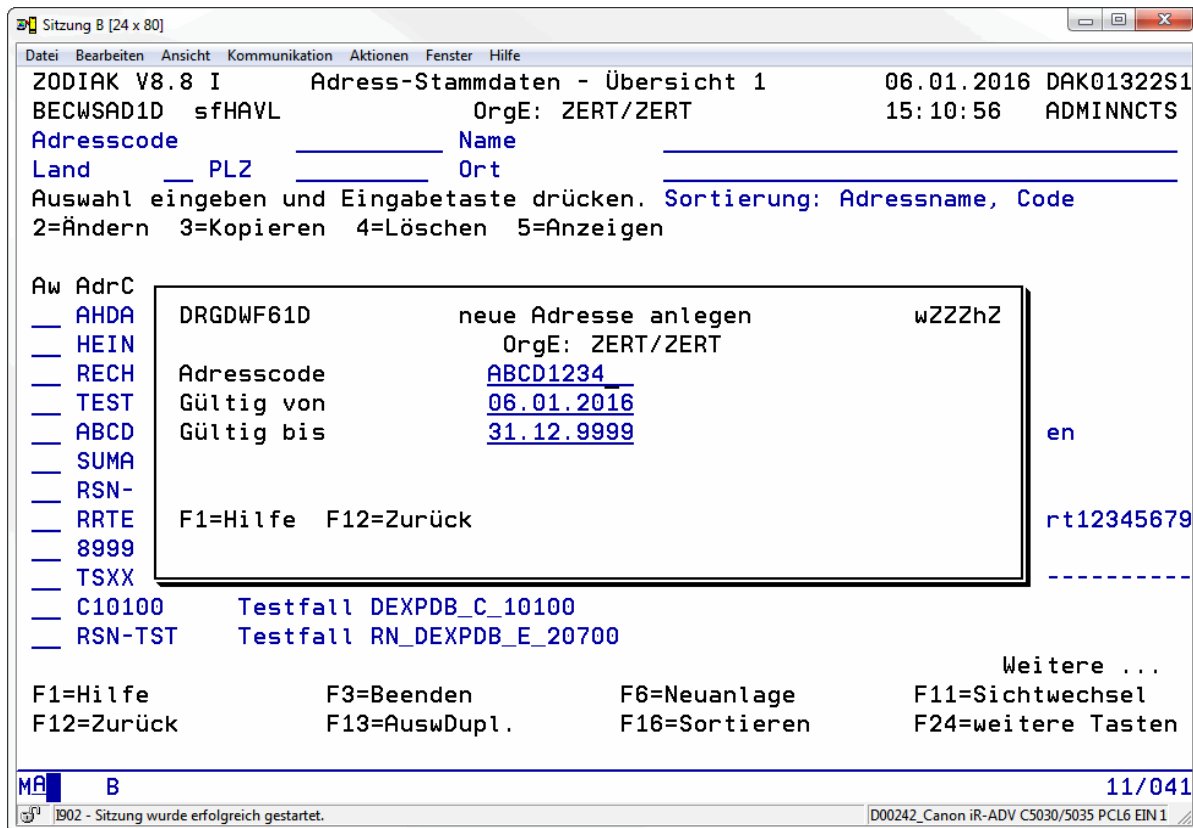 Sitzung B [24 x 80]
Datei Bearbeiten Ansicht Kommunikation Aktionen Fenster Hilfe
ZODIAK V8.8 I Adress-Stammdaten - Übersicht 1 06.01.2016 DAK01322S1
BECWSAD1D sfHAVL OrgE: ZERT/ZERT 15:10:56 ADMINNCTS
Adresscode Name
Land PLZ Ort
Auswahl eingeben und Eingabetaste drücken. Sortierung: Adressname, Code
2=Ändern 3=Kopieren 4=Löschen 5=Anzeigen
Aw AdrC
AHDA DRGDWF61D neue Adresse anlegen wZZZhZ
HEIN OrgE: ZERT/ZERT
RECH Adresscode ABCD1234
TEST Gültig von 06.01.2016
ABCD Gültig bis 31.12.9999 en
SUMA
RSN-
RRTE F1=Hilfe F12=Zurück rt12345679
8999
TSXX ----------
C10100 Testfall DEXPDB_C_10100
RSN-TST Testfall RN_DEXPDB_E_20700
Weitere ...
F1=Hilfe F3=Beenden F6=Neuanlage F11=Sichtwechsel
F12=Zurück F13=AuswDupl. F16=Sortieren F24=weitere Tasten
MA B 11/041
I902 - Sitzung wurde erfolgreich gestartet. D00242_Canon iR-ADV C5030/5035 PCL6 EIN 1